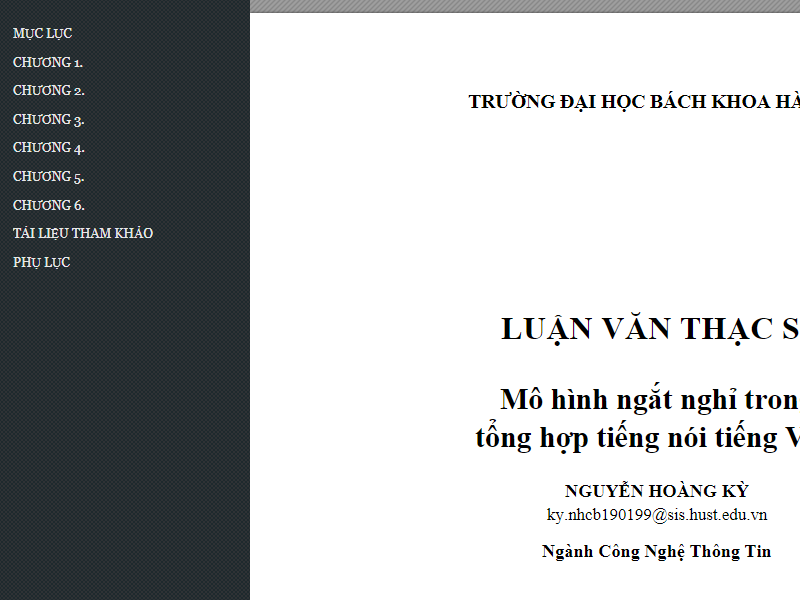 MỤC LỤC
CHƯƠNG 1.
CHƯƠNG 2.
CHƯƠNG 3.
CHƯƠNG 4.
CHƯƠNG 5.
CHƯƠNG 6.
TÀI LIỆU THAM KHẢO
PHỤ LỤC
TRƯỜNG ĐẠI HỌC BÁCH KHOA HÀ
LUẬN VĂN THẠC S
Mô hình ngắt nghỉ tron
tổng hợp tiếng nói tiếng V
NGUYỄN HOÀNG KỲ
ky.nhcb190199@sis.hust.edu.vn
Ngành Công Nghệ Thông Tin